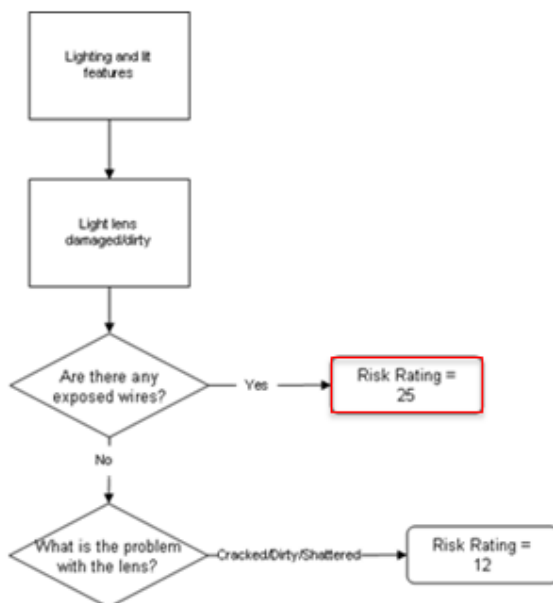 Lighting and lit
features
Light lens
damaged/dirty
Are there any
exposed wires?
Yes
Risk Rating =
25
No
What is the problem
with the lens?
Cracked/Dirty/Shattered
Risk Rating =
12